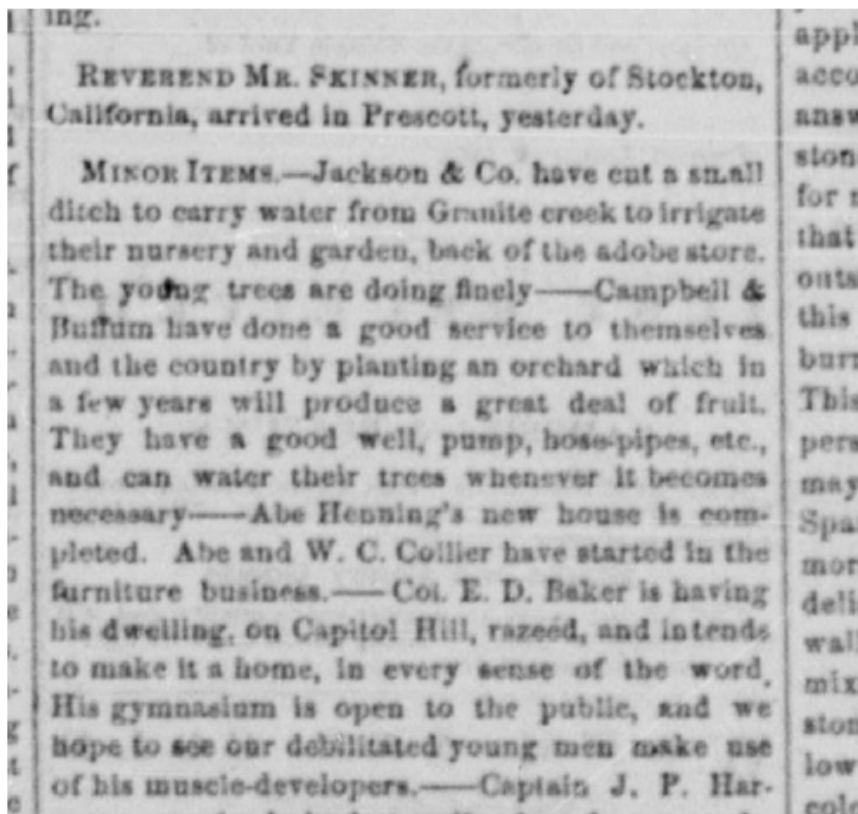 ing.
REVEREND MR. SKINNER, formerly of Stockton,
California, arrived in Prescott, yesterday.
MINOR ITEMS.—Jackson & Co. have cut a small
ditch to carry water from Granite creek to irrigate
their nursery and garden, back of the adobe store.
The young trees are doing finely——Campbell &
Buffum have done a good service to themselves
and the country by planting an orchard which in
a few years will produce a great deal of fruit.
They have a good well, pump, hose-pipes, etc.,
and can water their trees whenever it becomes
necessary——Abe Henning's new house is com-
pleted. Abe and W. C. Collier have started in the
furniture business.——Col. E. D. Baker is having
his dwelling, on Capitol Hill, razeed, and intends
to make it a home, in every sense of the word.
His gymnasium is open to the public, and we
hope to see our debilitated young men make use
of his muscle-developers.——Captain J. P. Har-
appl
acco
answ
ston
for
that
outs
this
burn
This
pers
may
Spa
mor
deli
wall
mix
ston
low
colo